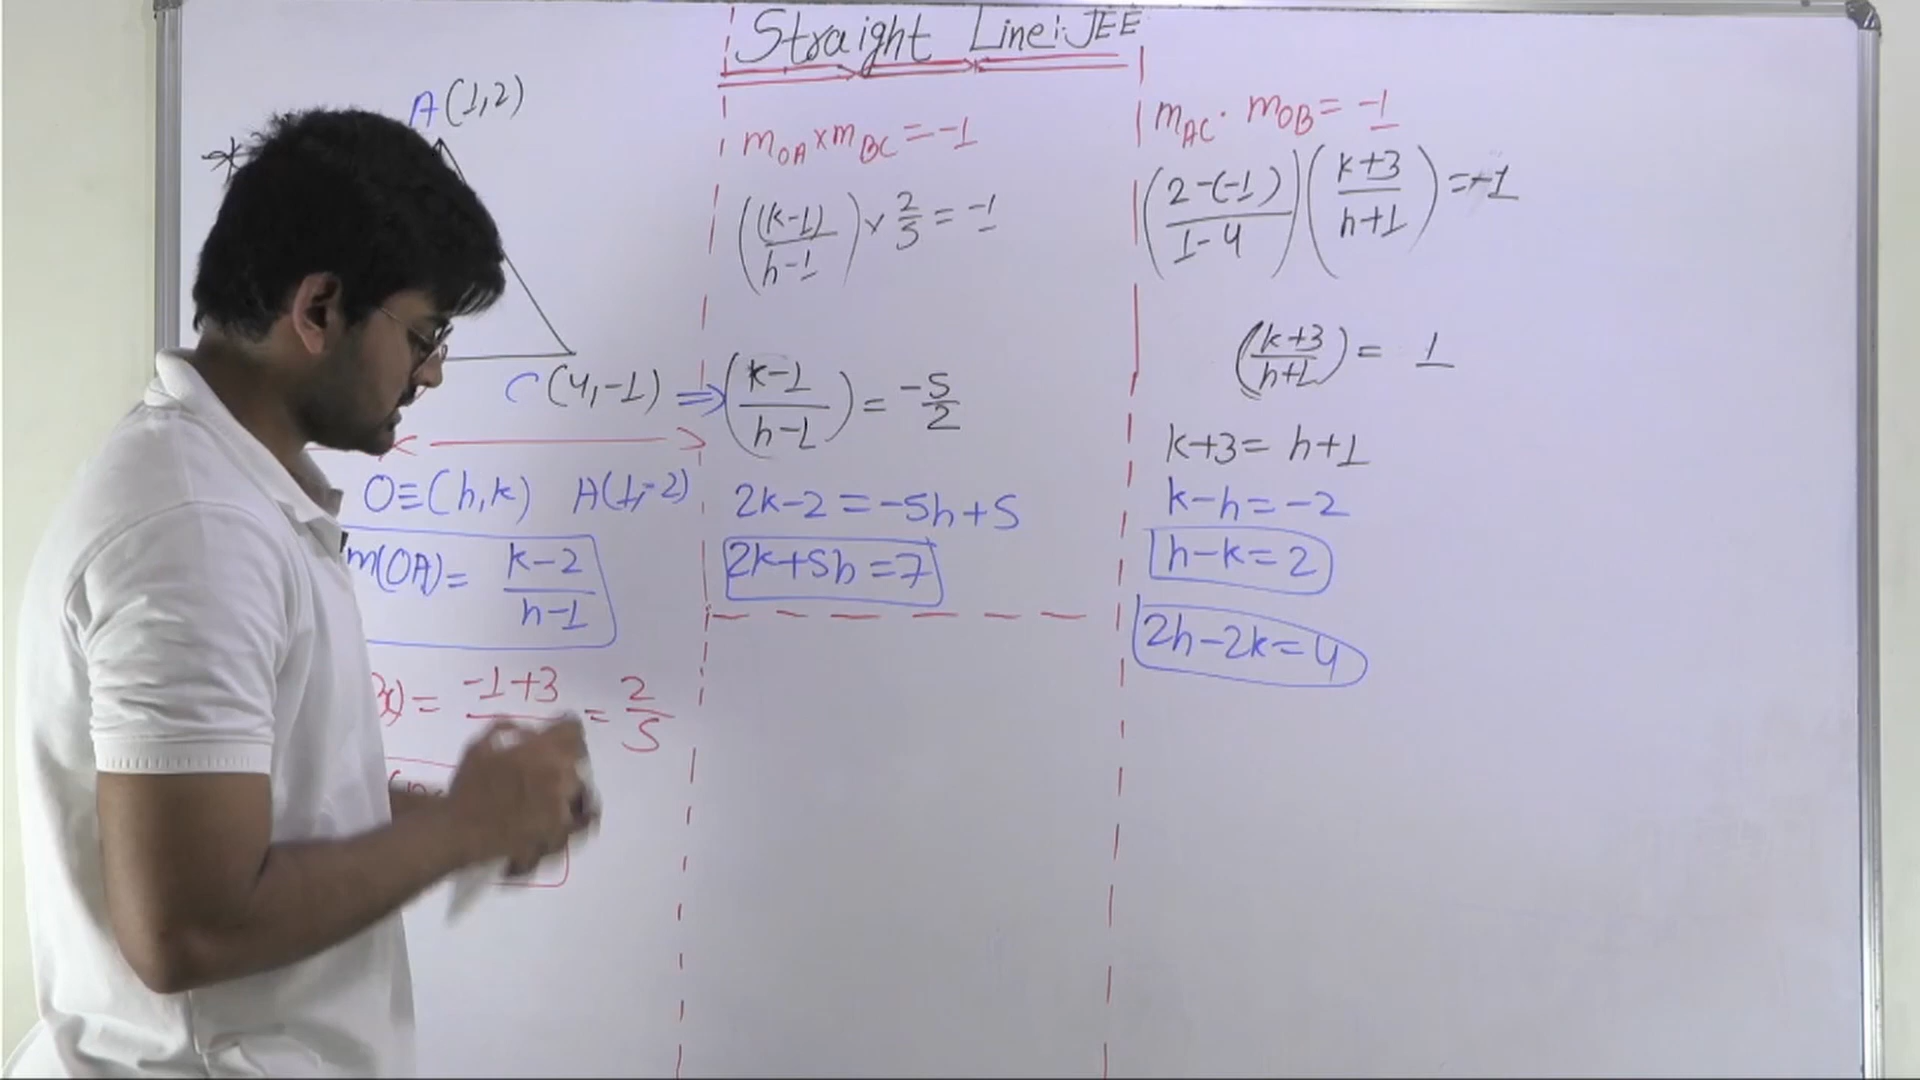 Straight Line:JEE
A(1,2)
C(4,-1)
O≡(h,k) A(1,-2)
m(OA)= k-2/h-1
= -1+3/ = 2/5
m_OA×m_BC=-1
((k-1)/h-1)×2/5=-1
⇒(k-1/h-1)=-5/2
2k-2=-5h+5
2k+5h=7
m_AC·m_OB=-1
(2-(-1)/1-4)(k+3/h+1)=-1
(k+3/h+1)= 1
k+3=h+1
k-h=-2
h-k=2
2h-2k=4